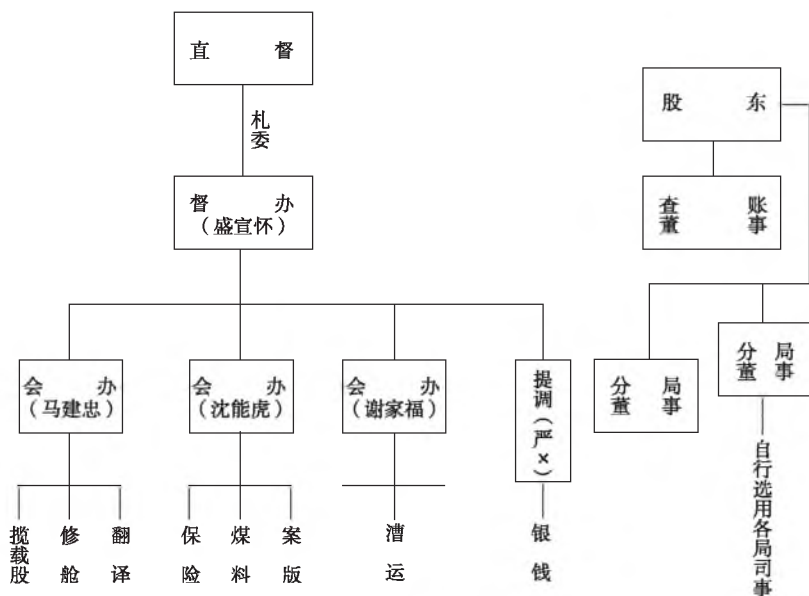 直 督
札委
督 办
（盛宣怀）
会 办
（马建忠）
会 办
（沈能虎）
会 办
（谢家福）
提调（严×）
揽载股
修舱
翻译
保险
煤料
案版
漕运
银钱
股 东
查 账
董 事
分 局
董 事
分 局
董 事
自行选用各局司事